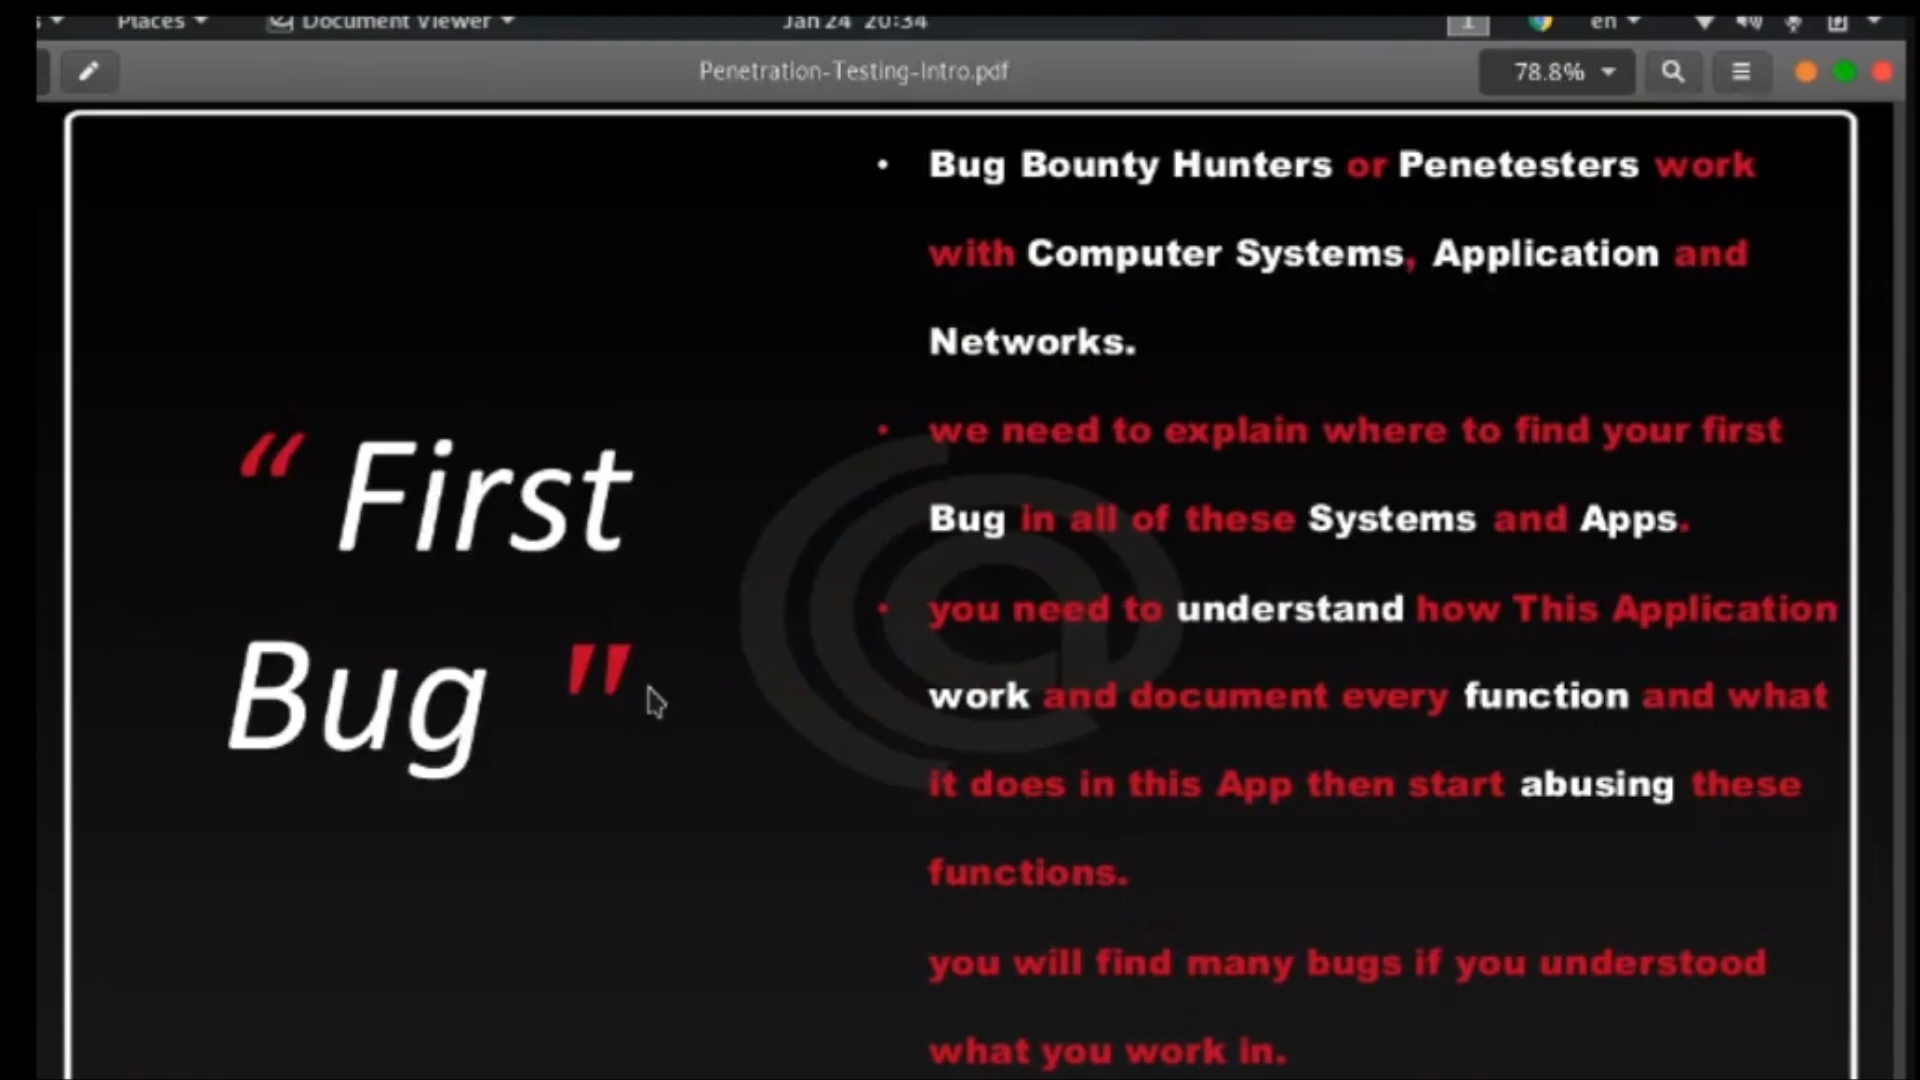 Places
Document Viewer
Jan 24 20:34
1
en
Penetration-Testing-Intro.pdf
78.8%
“ First
Bug "
• Bug Bounty Hunters or Penetesters work
with Computer Systems, Application and
Networks.
• we need to explain where to find your first
Bug in all of these Systems and Apps.
• you need to understand how This Application
work and document every function and what
it does in this App then start abusing these
functions.
you will find many bugs if you understood
what you work in.